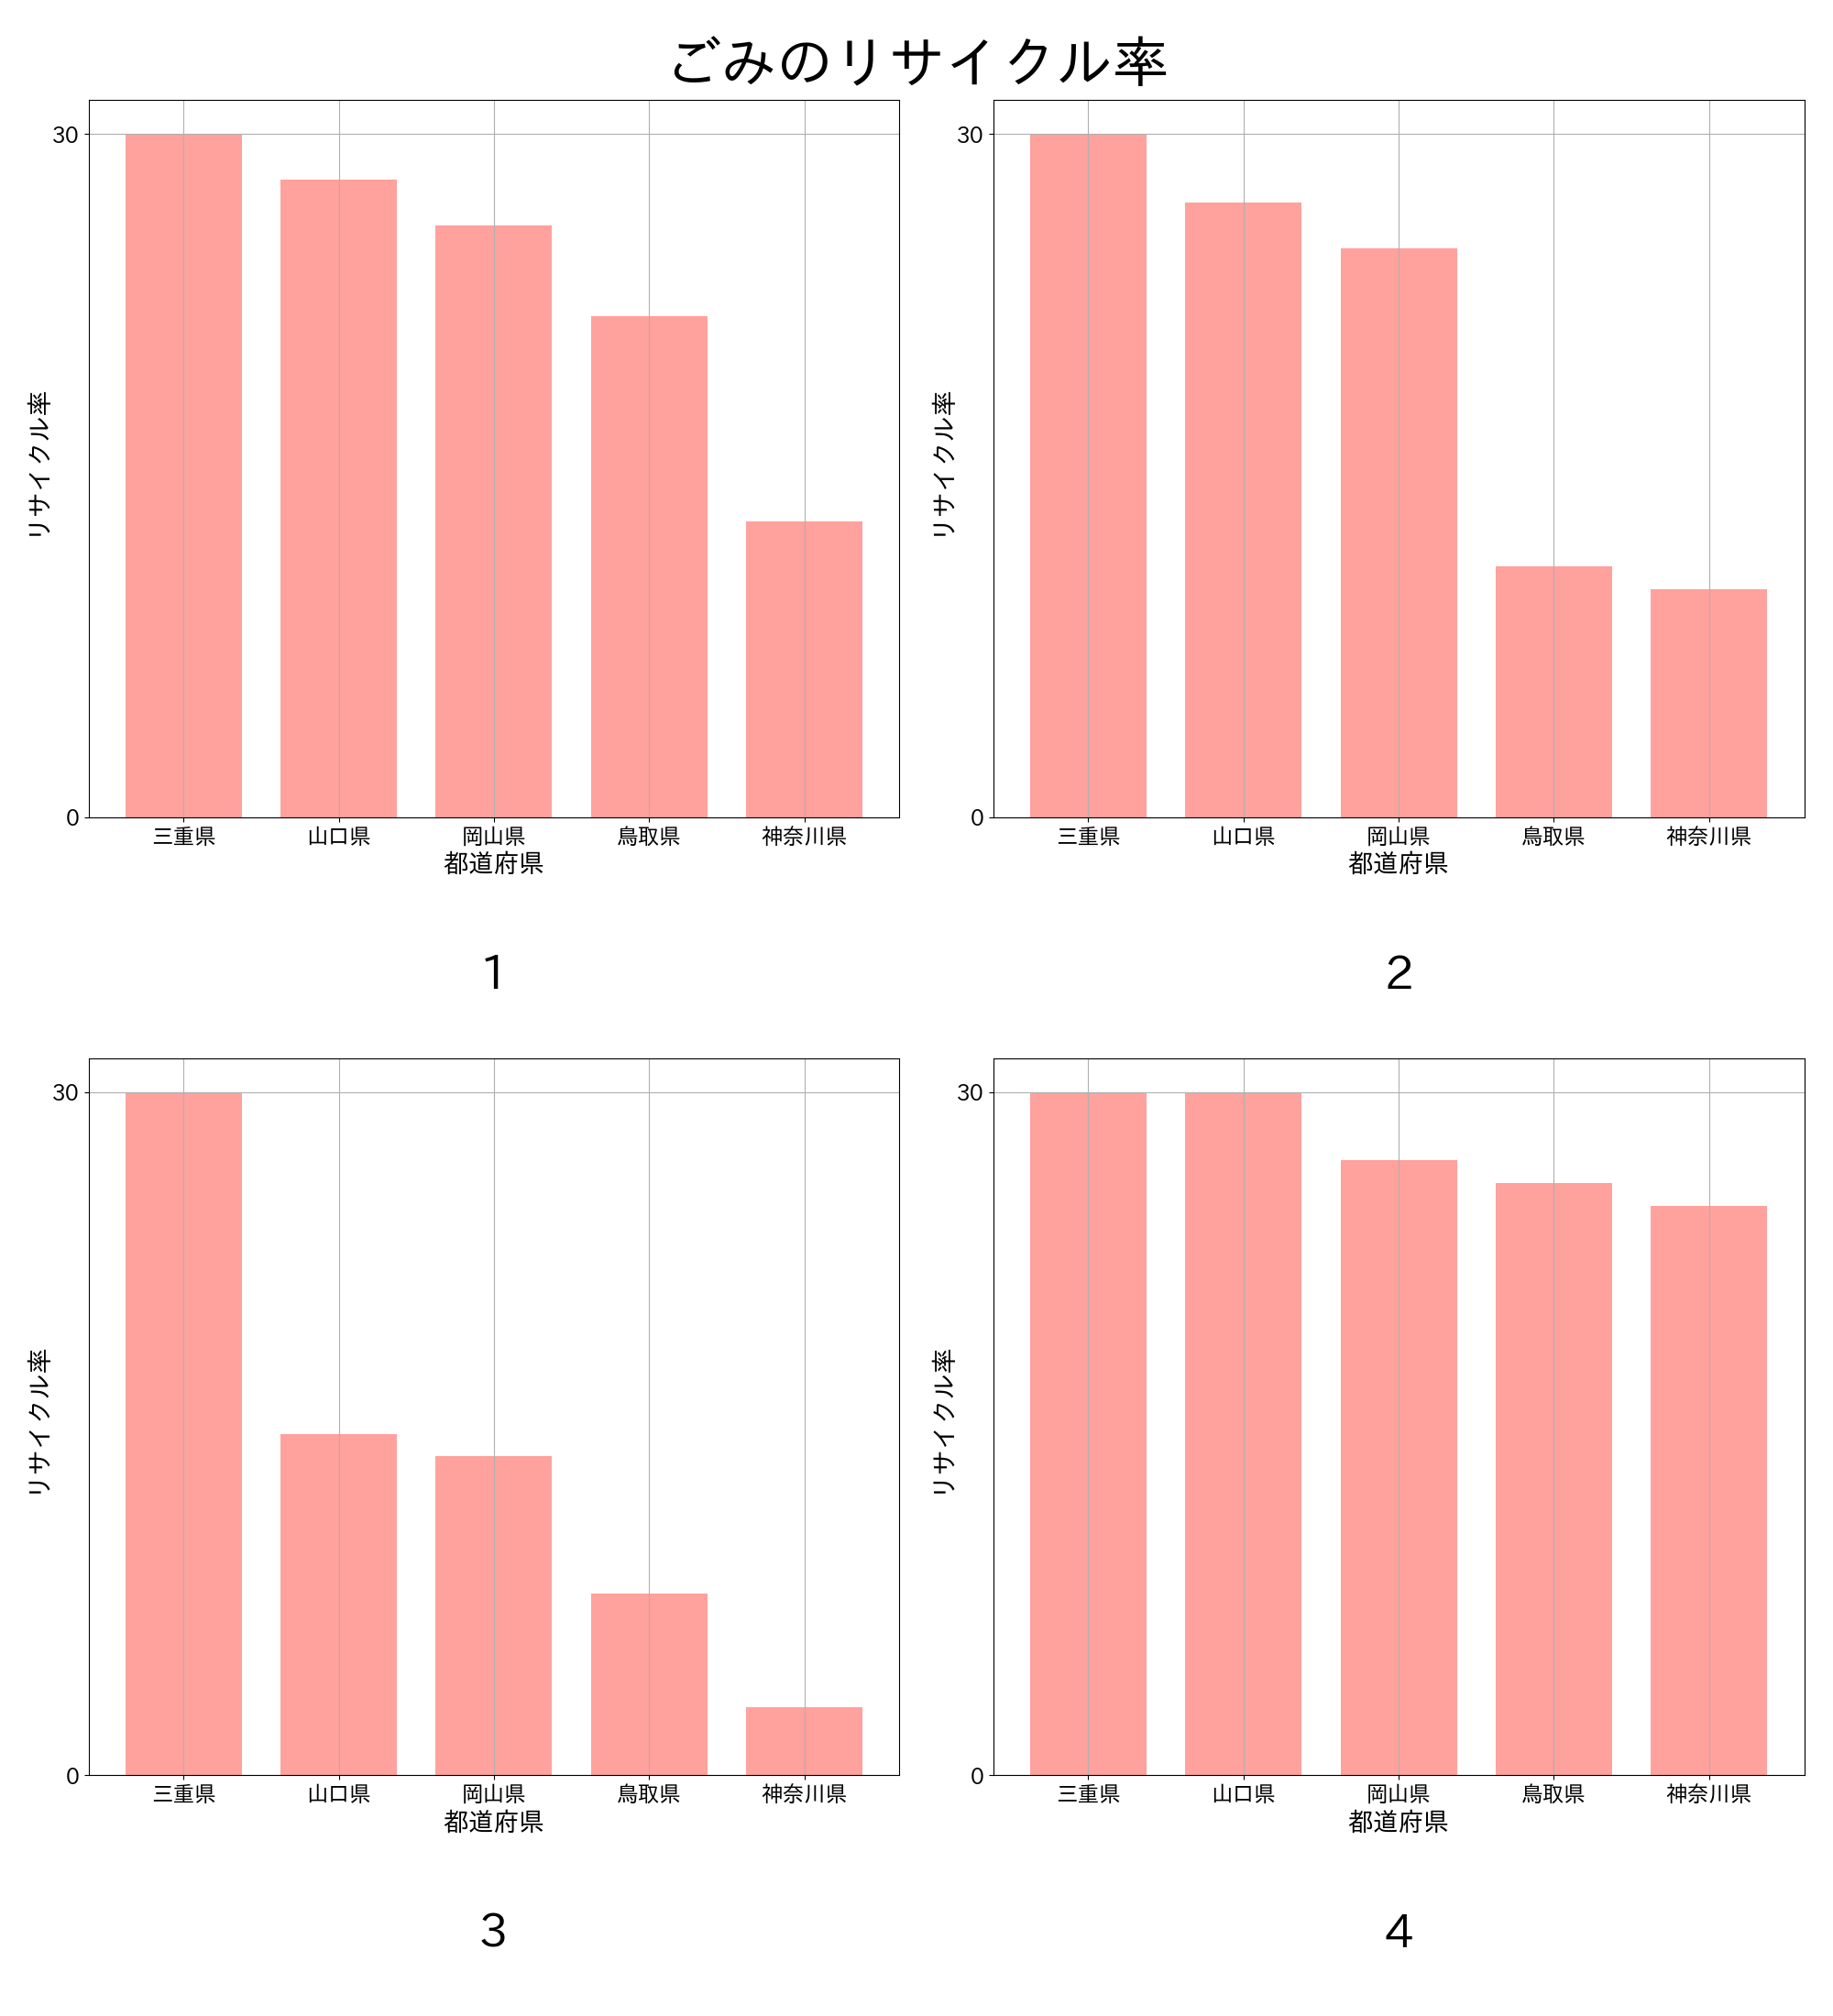 ごみのリサイクル率
30
0
リサイクル率
三重県 山口県 岡山県 鳥取県 神奈川県
都道府県
1
30
0
リサイクル率
三重県 山口県 岡山県 鳥取県 神奈川県
都道府県
2
30
0
リサイクル率
三重県 山口県 岡山県 鳥取県 神奈川県
都道府県
3
30
0
リサイクル率
三重県 山口県 岡山県 鳥取県 神奈川県
都道府県
4